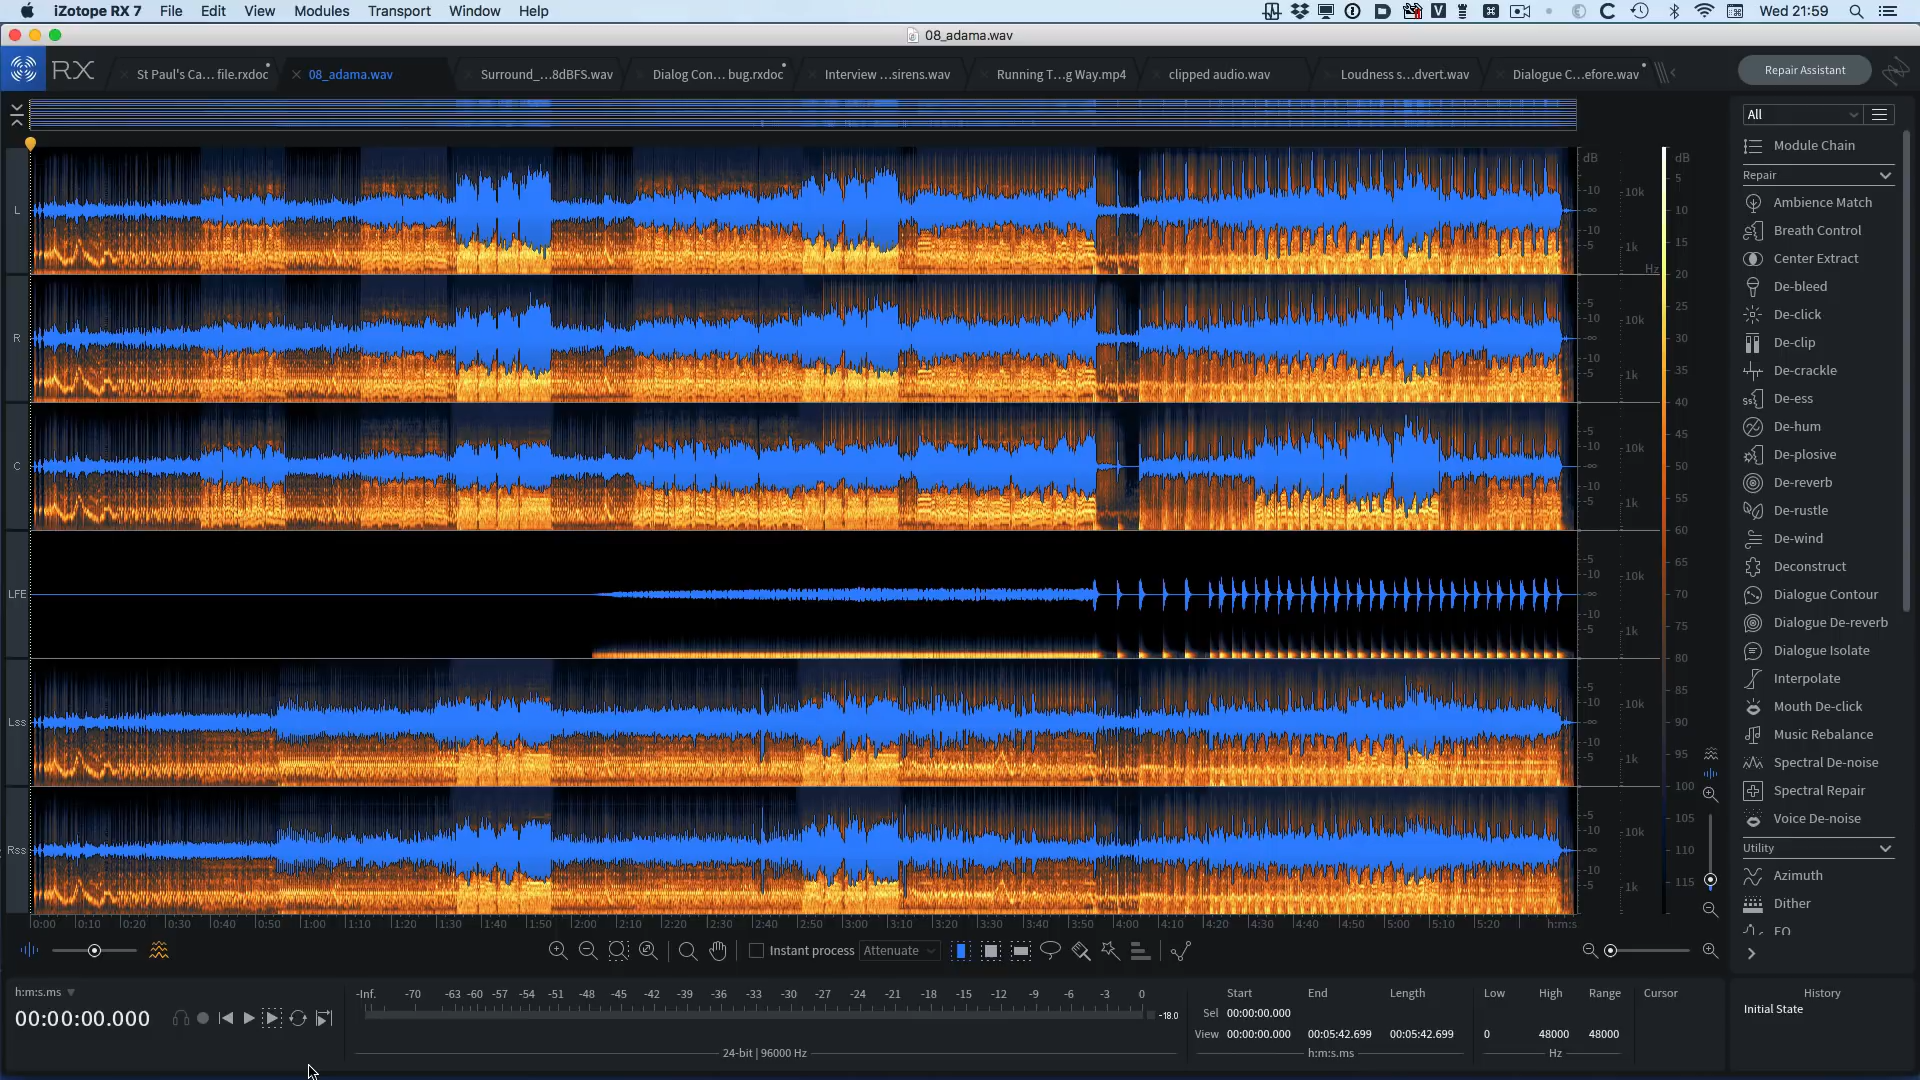 iZotope RX 7 File Edit View Modules Transport Window Help Wed 21:59
08_adama.wav
RX St Paul's Ca... file.rxdoc 08_adama.wav Surround_...8dBFS.wav Dialog Con... bug.rxdoc Interview ...sirens.wav Running T...g Way.mp4 clipped audio.wav Loudness s...dvert.wav Dialogue C...efore.wav Repair Assistant
All
Module Chain
Repair
Ambience Match
Breath Control
Center Extract
De-bleed
De-click
De-clip
De-crackle
De-ess
De-hum
De-plosive
De-reverb
De-rustle
De-wind
Deconstruct
Dialogue Contour
Dialogue De-reverb
Dialogue Isolate
Interpolate
Mouth De-click
Music Rebalance
Spectral De-noise
Spectral Repair
Voice De-noise
Utility
Azimuth
Dither
EQ
L
R
C
LFE
Lss
Rss
dB
-10
-∞
-10
-5
-5
-10
-∞
-10
-5
-5
-10
-∞
-10
-5
-5
-10
-∞
-10
-5
-5
-10
-∞
-10
-5
-5
-10
-∞
-10
-5
10k
1k
Hz
10k
1k
10k
1k
10k
1k
10k
1k
10k
1k
dB
5
10
15
20
25
30
35
40
45
50
55
60
65
70
75
80
85
90
95
100
105
110
115
0:00 0:10 0:20 0:30 0:40 0:50 1:00 1:10 1:20 1:30 1:40 1:50 2:00 2:10 2:20 2:30 2:40 2:50 3:00 3:10 3:20 3:30 3:40 3:50 4:00 4:10 4:20 4:30 4:40 4:50 5:00 5:10 5:20 h:m:s
Instant process Attenuate
h:m:s.ms
00:00:00.000
-Inf. -70 -63 -60 -57 -54 -51 -48 -45 -42 -39 -36 -33 -30 -27 -24 -21 -18 -15 -12 -9 -6 -3 0
-18.0
24-bit | 96000 Hz
Start End Length
Sel 00:00:00.000
View 00:00:00.000 00:05:42.699 00:05:42.699
h:m:s.ms
Low High Range
0 48000 48000
Hz
Cursor
History
Initial State